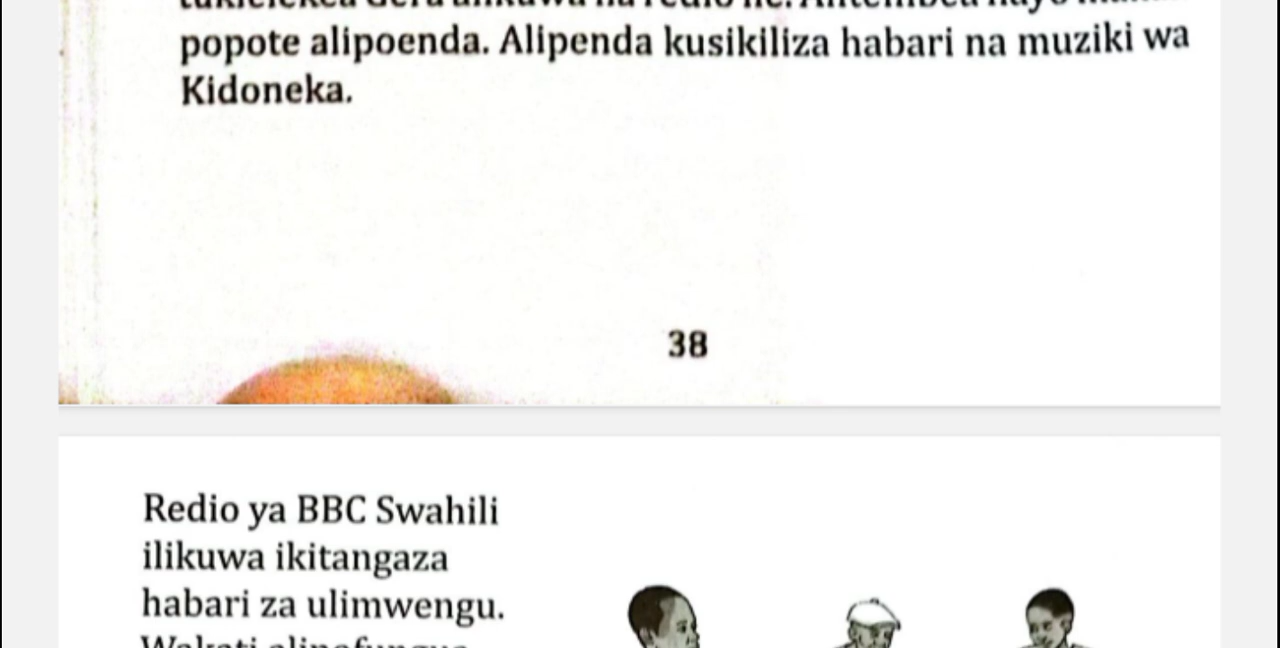 popote alipoenda. Alipenda kusikiliza habari na muziki wa
Kidoneka.
38
Redio ya BBC Swahili
ilikuwa ikitangaza
habari za ulimwengu.